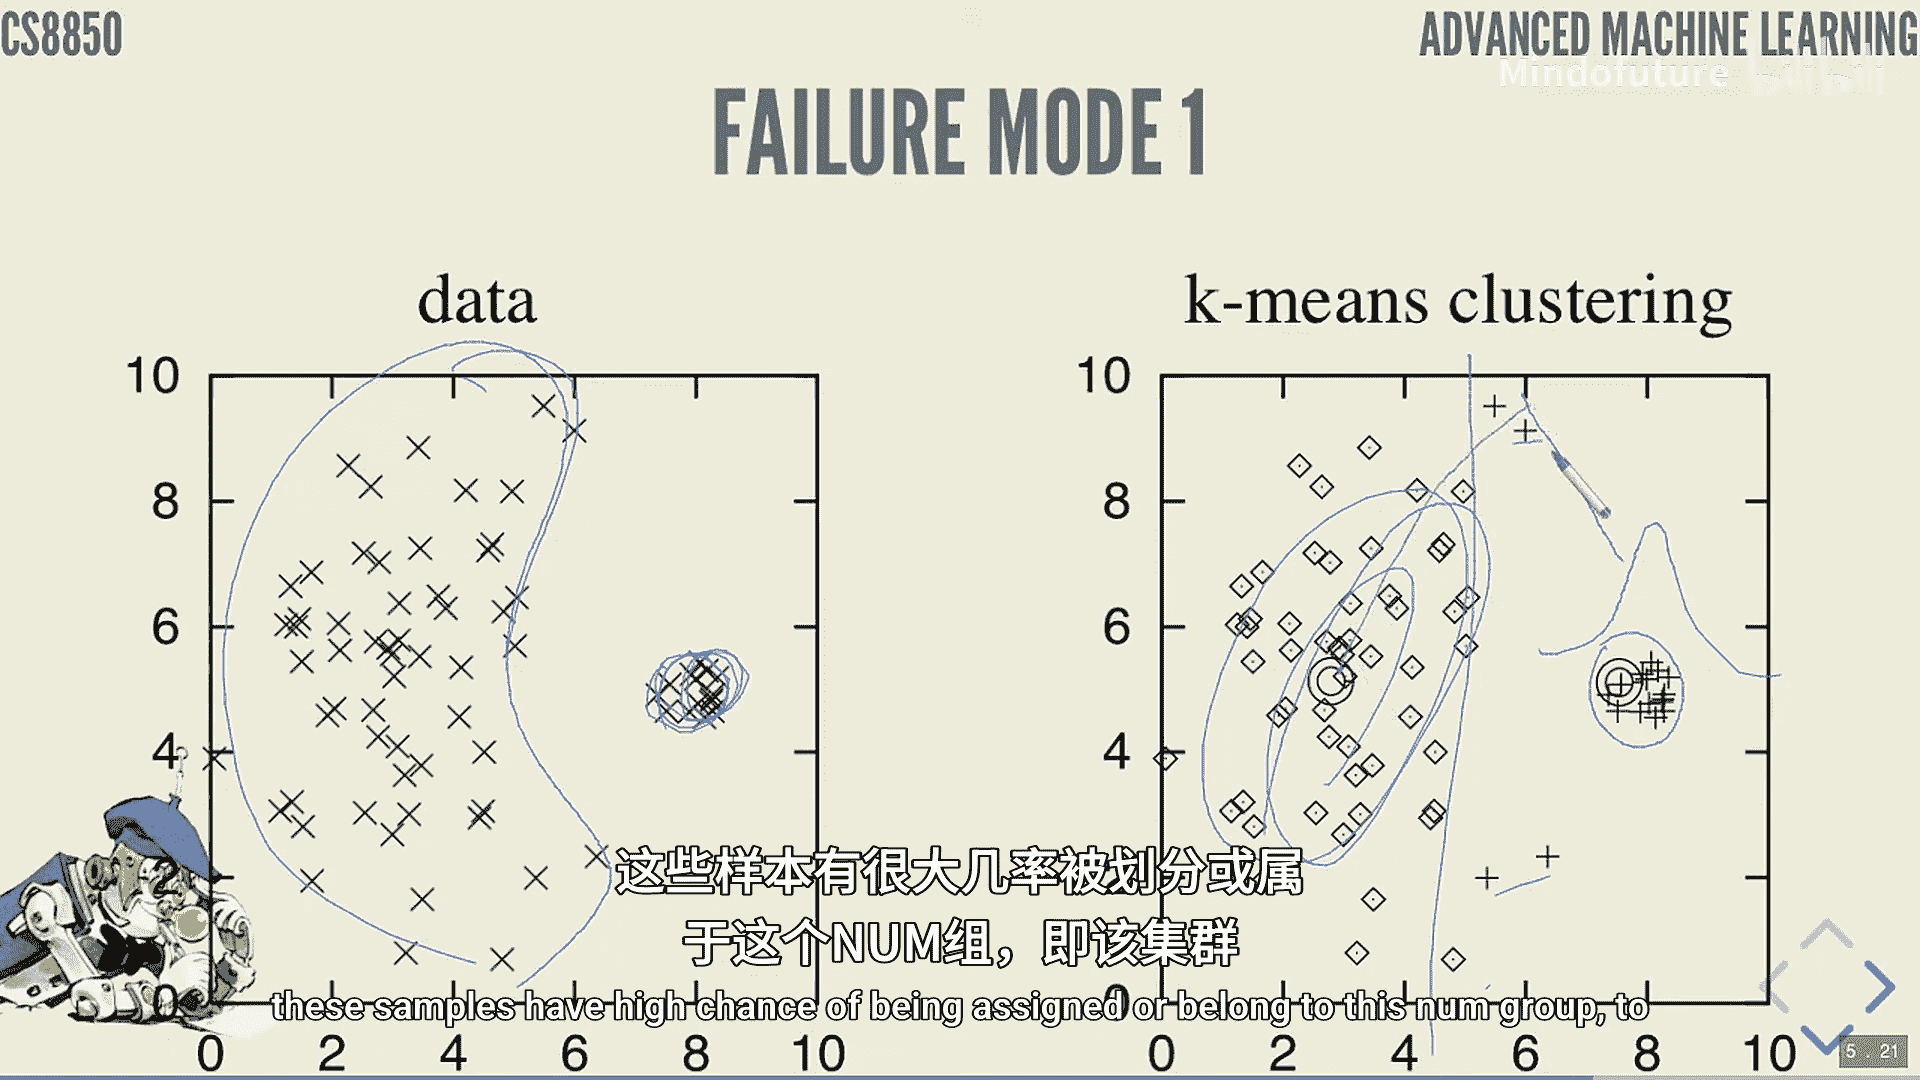 CS8850
ADVANCED MACHINE LEARNING
Mindofuture
FAILURE MODE 1
data
k-means clustering
10
8
6
4
2
0
0 2 4 6 8 10
10
8
6
4
0
0 2 4 6 8 10
这些样本有很大几率被划分或属
于这个NUM组，即该集群
these samples have high chance of being assigned or belong to this num group, to
5 . 21